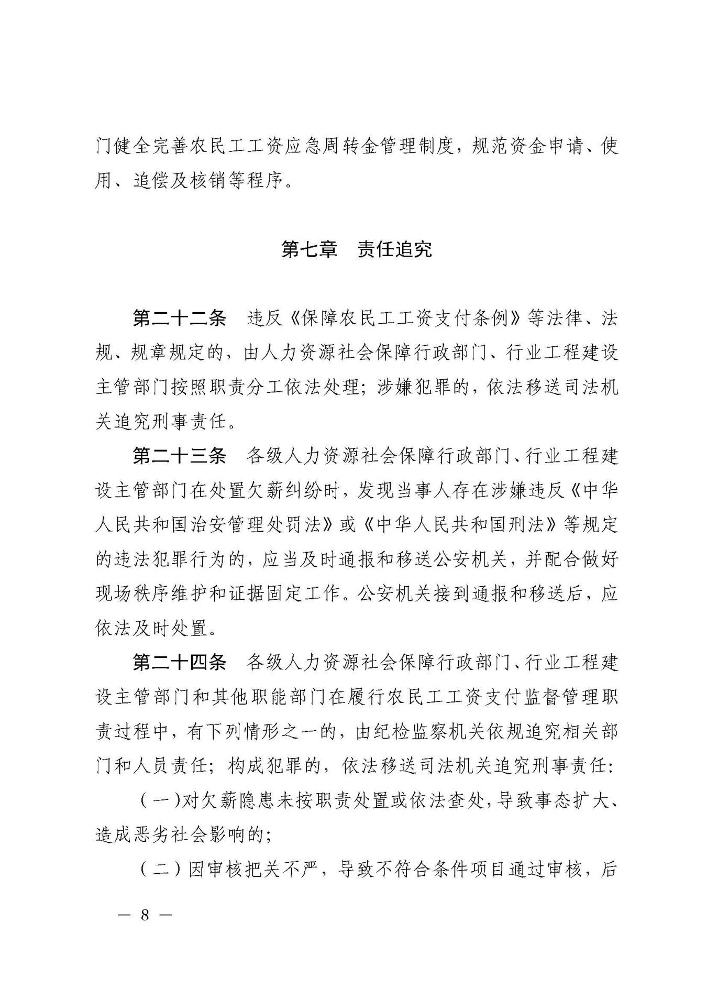 门健全完善农民工工资应急周转金管理制度，规范资金申请、使
用、追偿及核销等程序。
第七章　责任追究
第二十二条　违反《保障农民工工资支付条例》等法律、法
规、规章规定的，由人力资源社会保障行政部门、行业工程建设
主管部门按照职责分工依法处理；涉嫌犯罪的，依法移送司法机
关追究刑事责任。
第二十三条　各级人力资源社会保障行政部门、行业工程建
设主管部门在处置欠薪纠纷时，发现当事人存在涉嫌违反《中华
人民共和国治安管理处罚法》或《中华人民共和国刑法》等规定
的违法犯罪行为的，应当及时通报和移送公安机关，并配合做好
现场秩序维护和证据固定工作。公安机关接到通报和移送后，应
依法及时处置。
第二十四条　各级人力资源社会保障行政部门、行业工程建
设主管部门和其他职能部门在履行农民工工资支付监督管理职
责过程中，有下列情形之一的，由纪检监察机关依规追究相关部
门和人员责任；构成犯罪的，依法移送司法机关追究刑事责任：
（一）对欠薪隐患未按职责处置或依法查处，导致事态扩大、
造成恶劣社会影响的；
（二）因审核把关不严，导致不符合条件项目通过审核，后
— 8 —